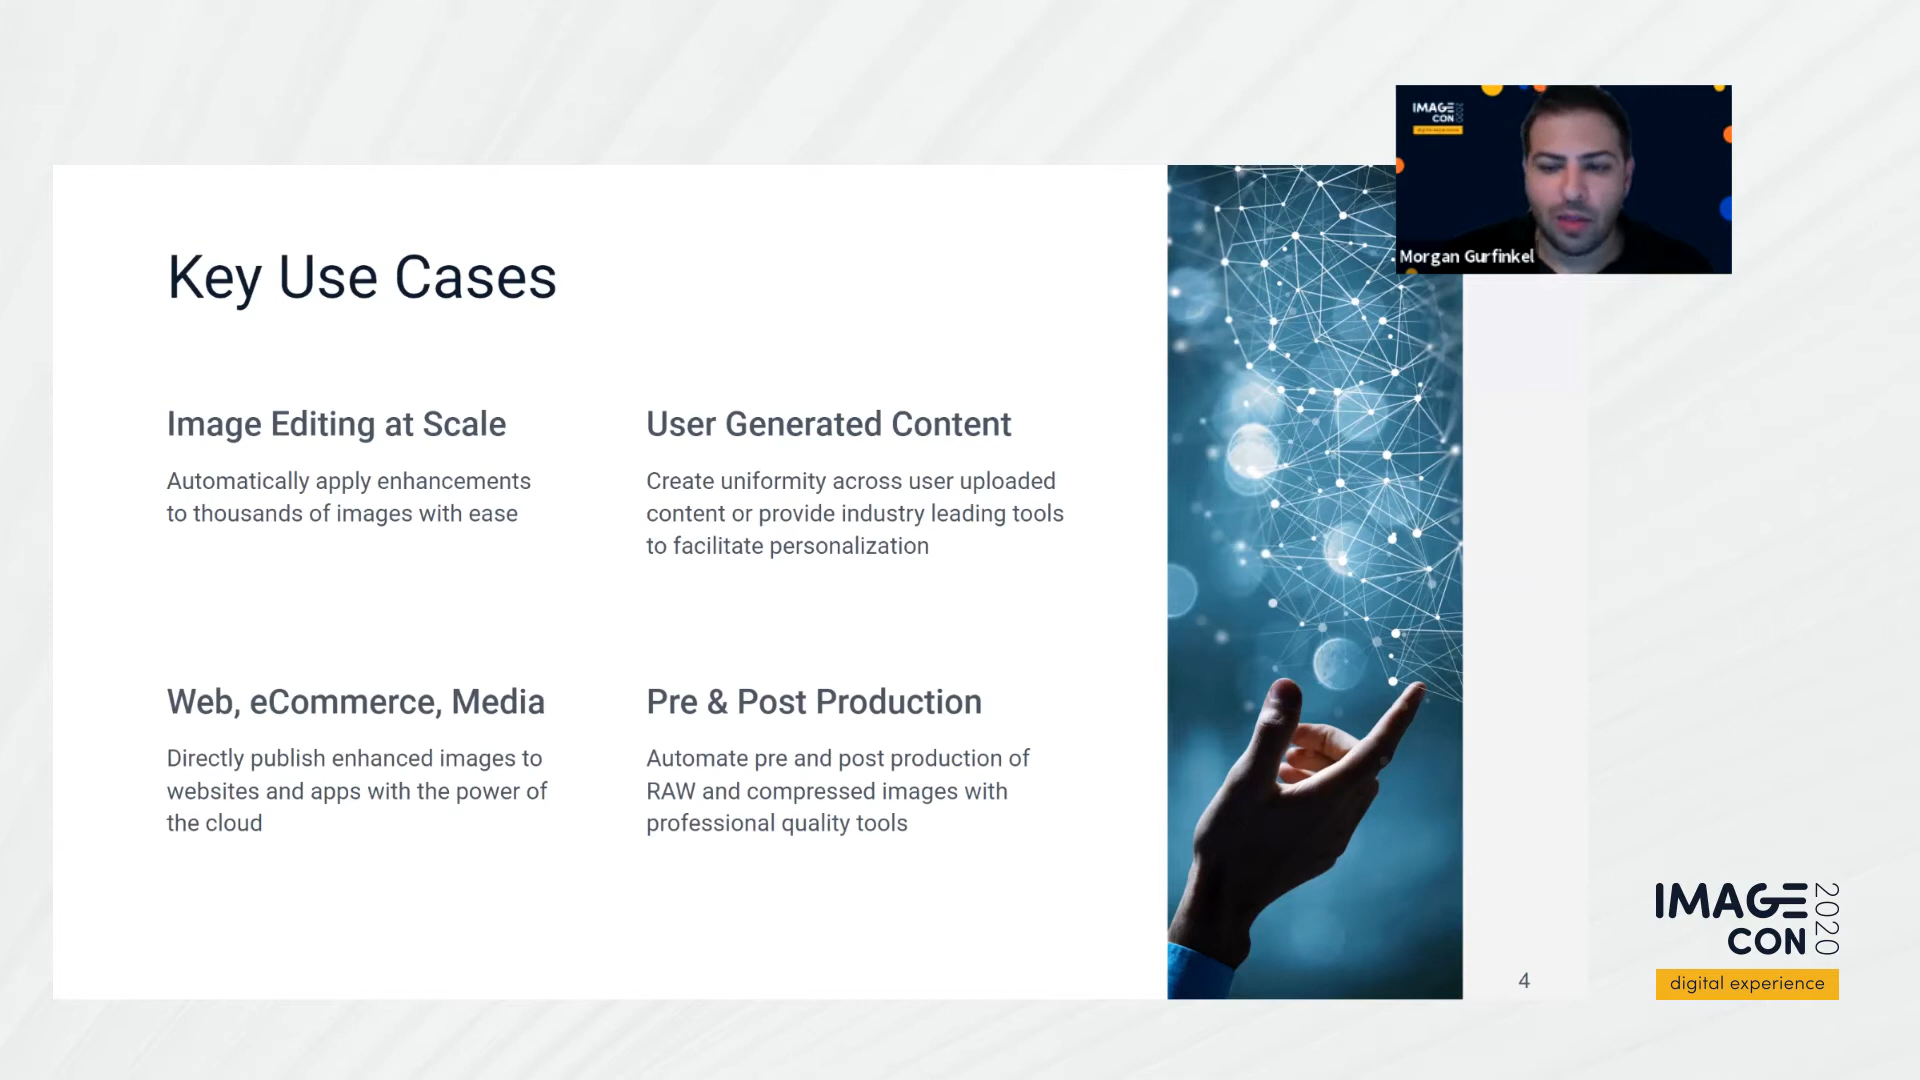 IMAGE
CON
2020
Morgan Gurfinkel
Key Use Cases
Image Editing at Scale
Automatically apply enhancements
to thousands of images with ease
User Generated Content
Create uniformity across user uploaded
content or provide industry leading tools
to facilitate personalization
Web, eCommerce, Media
Directly publish enhanced images to
websites and apps with the power of
the cloud
Pre & Post Production
Automate pre and post production of
RAW and compressed images with
professional quality tools
4
IMAGE
CON
2020
digital experience